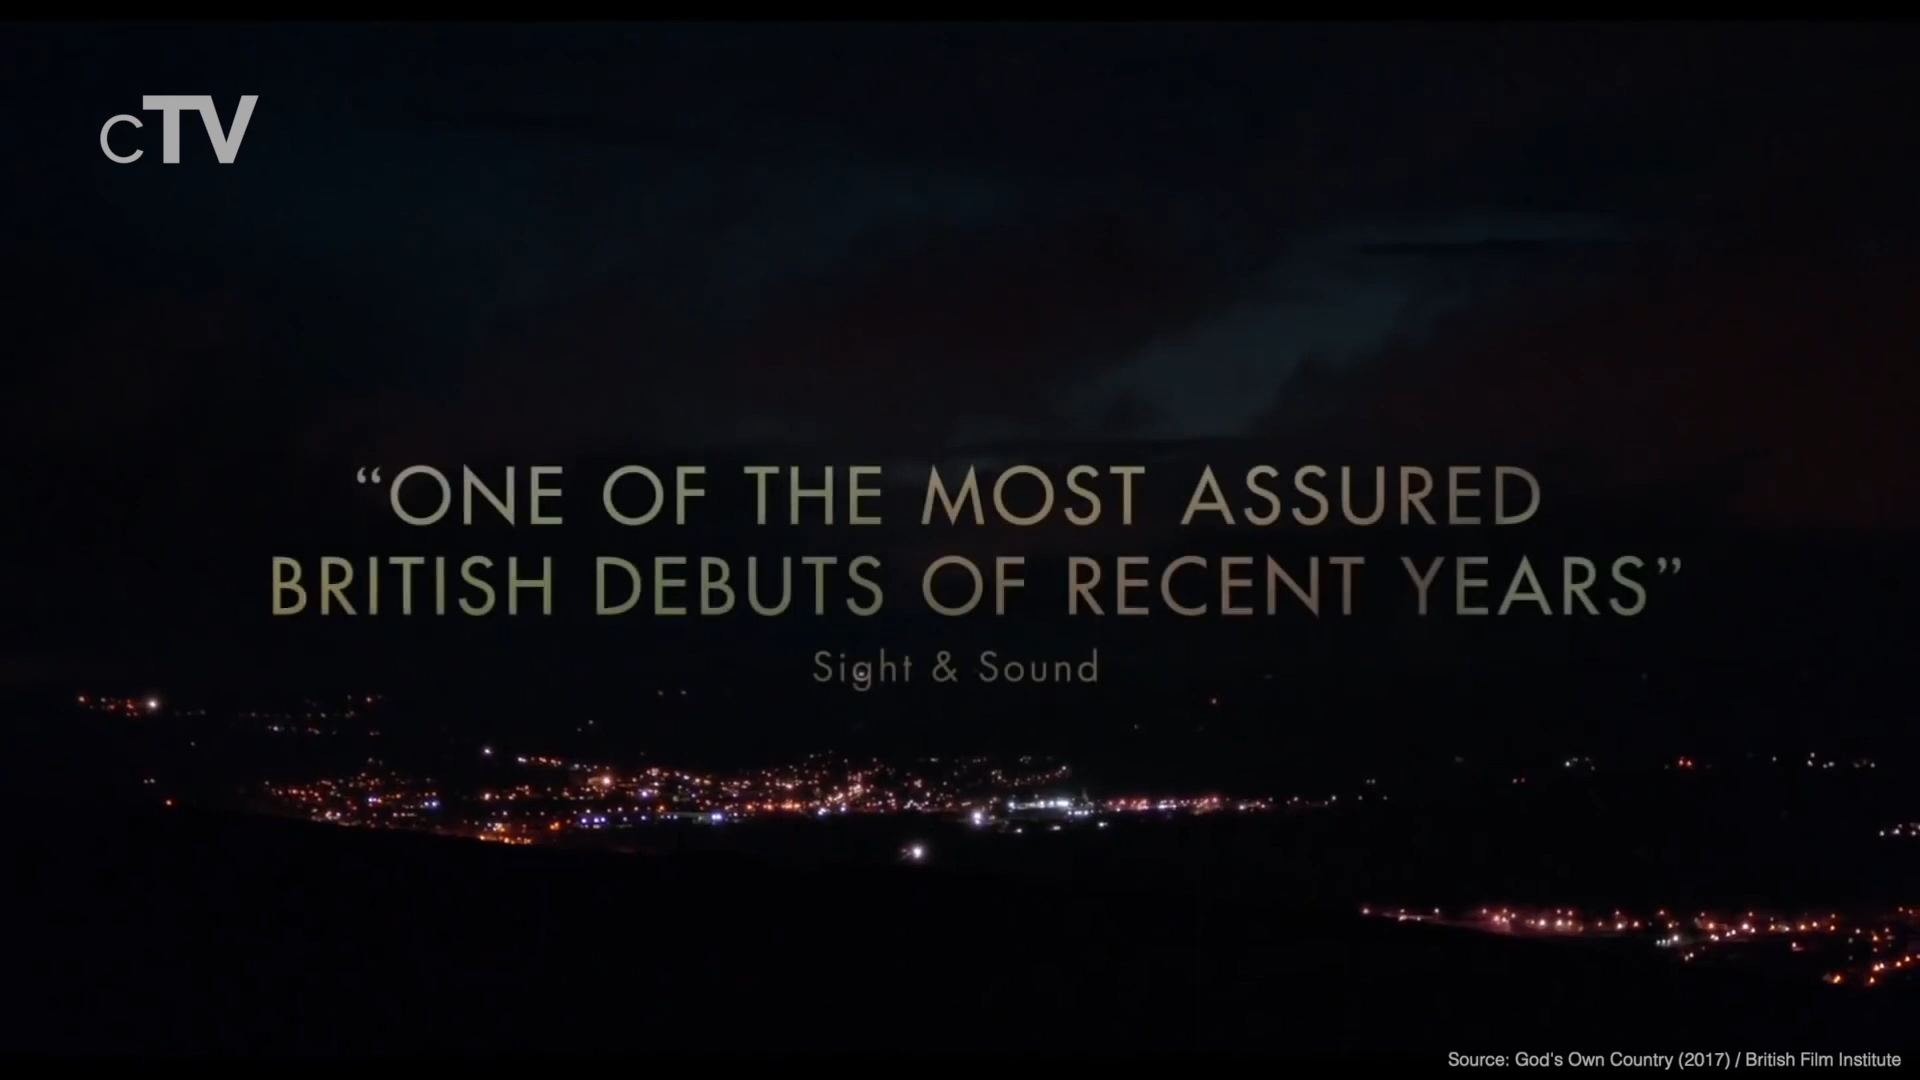 cTV
“ONE OF THE MOST ASSURED
BRITISH DEBUTS OF RECENT YEARS”
Sight & Sound
Source: God's Own Country (2017) / British Film Institute